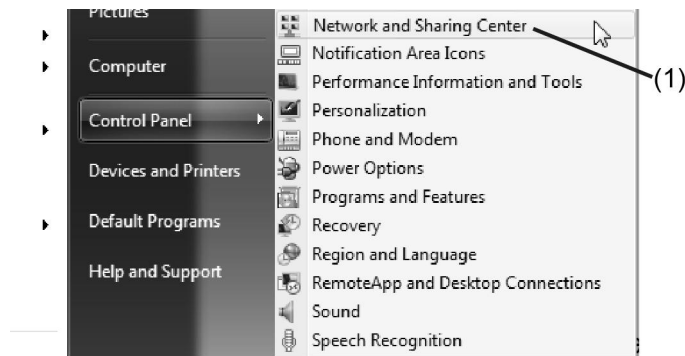 Pictures
Computer
Control Panel
Devices and Printers
Default Programs
Help and Support
Network and Sharing Center
Notification Area Icons
Performance Information and Tools
Personalization
Phone and Modem
Power Options
Programs and Features
Recovery
Region and Language
RemoteApp and Desktop Connections
Sound
Speech Recognition
(1)